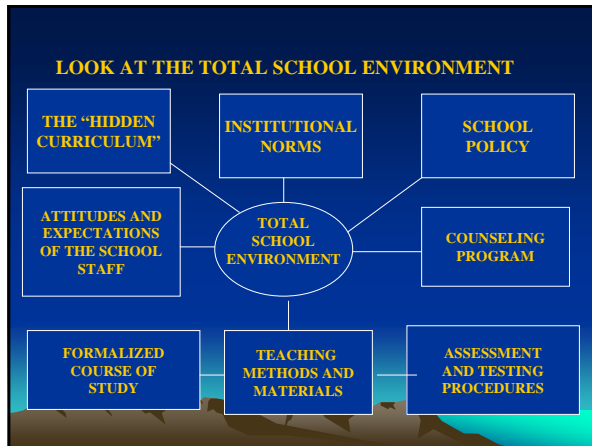 LOOK AT THE TOTAL SCHOOL ENVIRONMENT
THE “HIDDEN
CURRICULUM”
INSTITUTIONAL
NORMS
SCHOOL
POLICY
ATTITUDES AND
EXPECTATIONS
OF THE SCHOOL
STAFF
TOTAL
SCHOOL
ENVIRONMENT
COUNSELING
PROGRAM
FORMALIZED
COURSE OF
STUDY
TEACHING
METHODS AND
MATERIALS
ASSESSMENT
AND TESTING
PROCEDURES